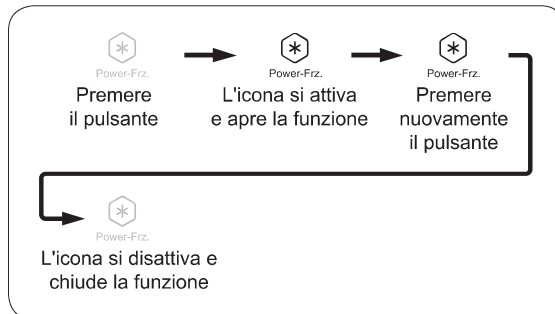 Power-Frz.
Premere
il pulsante
Power-Frz.
L'icona si attiva
e apre la funzione
Power-Frz.
Premere
nuovamente
il pulsante
Power-Frz.
L'icona si disattiva e
chiude la funzione